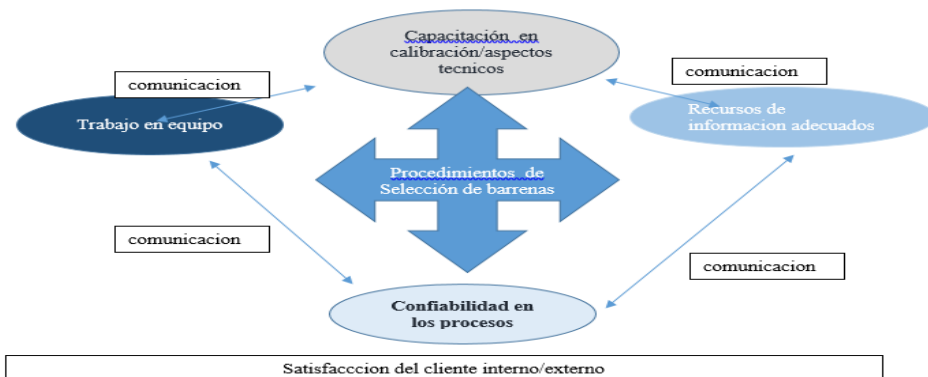 Capacitación en
calibración/aspectos
tecnicos
comunicacion
comunicacion
Trabajo en equipo
Recursos de
informacion adecuados
Procedimientos de
Selección de barrenas
comunicacion
comunicacion
Confiabilidad en
los procesos
Satisfacccion del cliente interno/externo